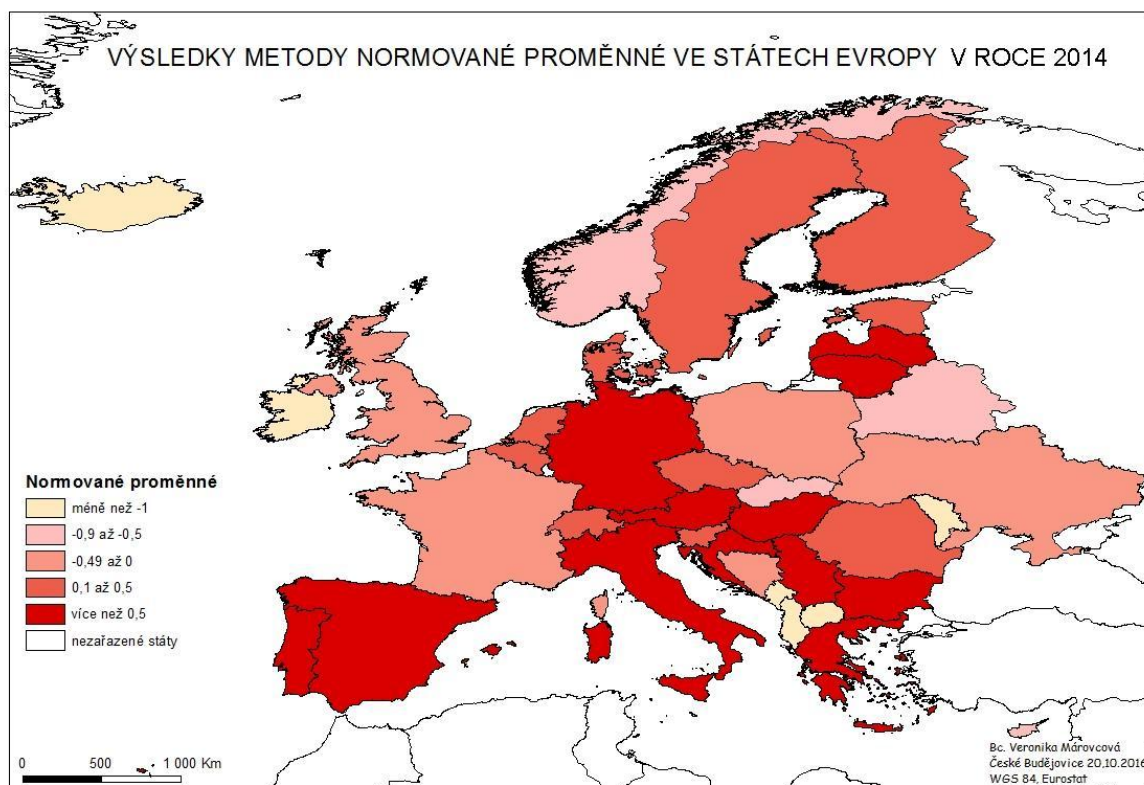 VÝSLEDKY METODY NORMOVANÉ PROMĚNNÉ VE STÁTECH EVROPY V ROCE 2014
Normované proměnné
méně než -1
-0,9 až -0,5
-0,49 až 0
0,1 až 0,5
více než 0,5
nezařazené státy
0 500 1 000 Km
Bc. Veronika Márovcová
České Budějovice 20.10.2016
WGS 84, Eurostat